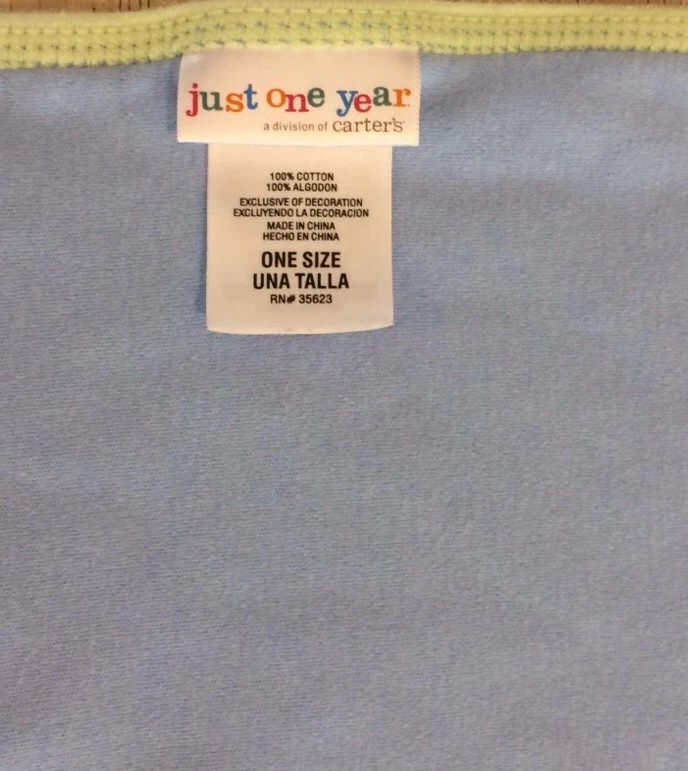 just one year
a division of carter's
100% COTTON
100% ALGODON
EXCLUSIVE OF DECORATION
EXCLUYENDO LA DECORACION
MADE IN CHINA
HECHO EN CHINA
ONE SIZE
UNA TALLA
RN# 35623